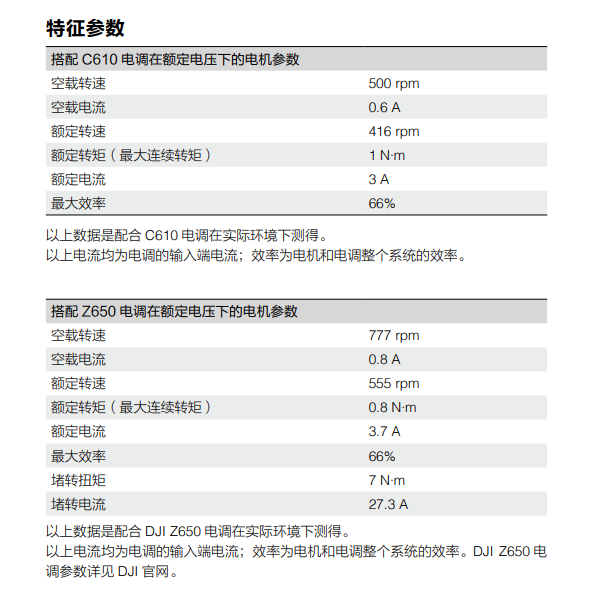 特征参数
搭配 C610 电调在额定电压下的电机参数
空载转速 500 rpm
空载电流 0.6 A
额定转速 416 rpm
额定转矩（最大连续转矩） 1 N·m
额定电流 3 A
最大效率 66%
以上数据是配合 C610 电调在实际环境下测得。
以上电流均为电调的输入端电流；效率为电机和电调整个系统的效率。
搭配 Z650 电调在额定电压下的电机参数
空载转速 777 rpm
空载电流 0.8 A
额定转速 555 rpm
额定转矩（最大连续转矩） 0.8 N·m
额定电流 3.7 A
最大效率 66%
堵转扭矩 7 N·m
堵转电流 27.3 A
以上数据是配合 DJI Z650 电调在实际环境下测得。
以上电流均为电调的输入端电流；效率为电机和电调整个系统的效率。DJI Z650 电
调参数详见 DJI 官网。